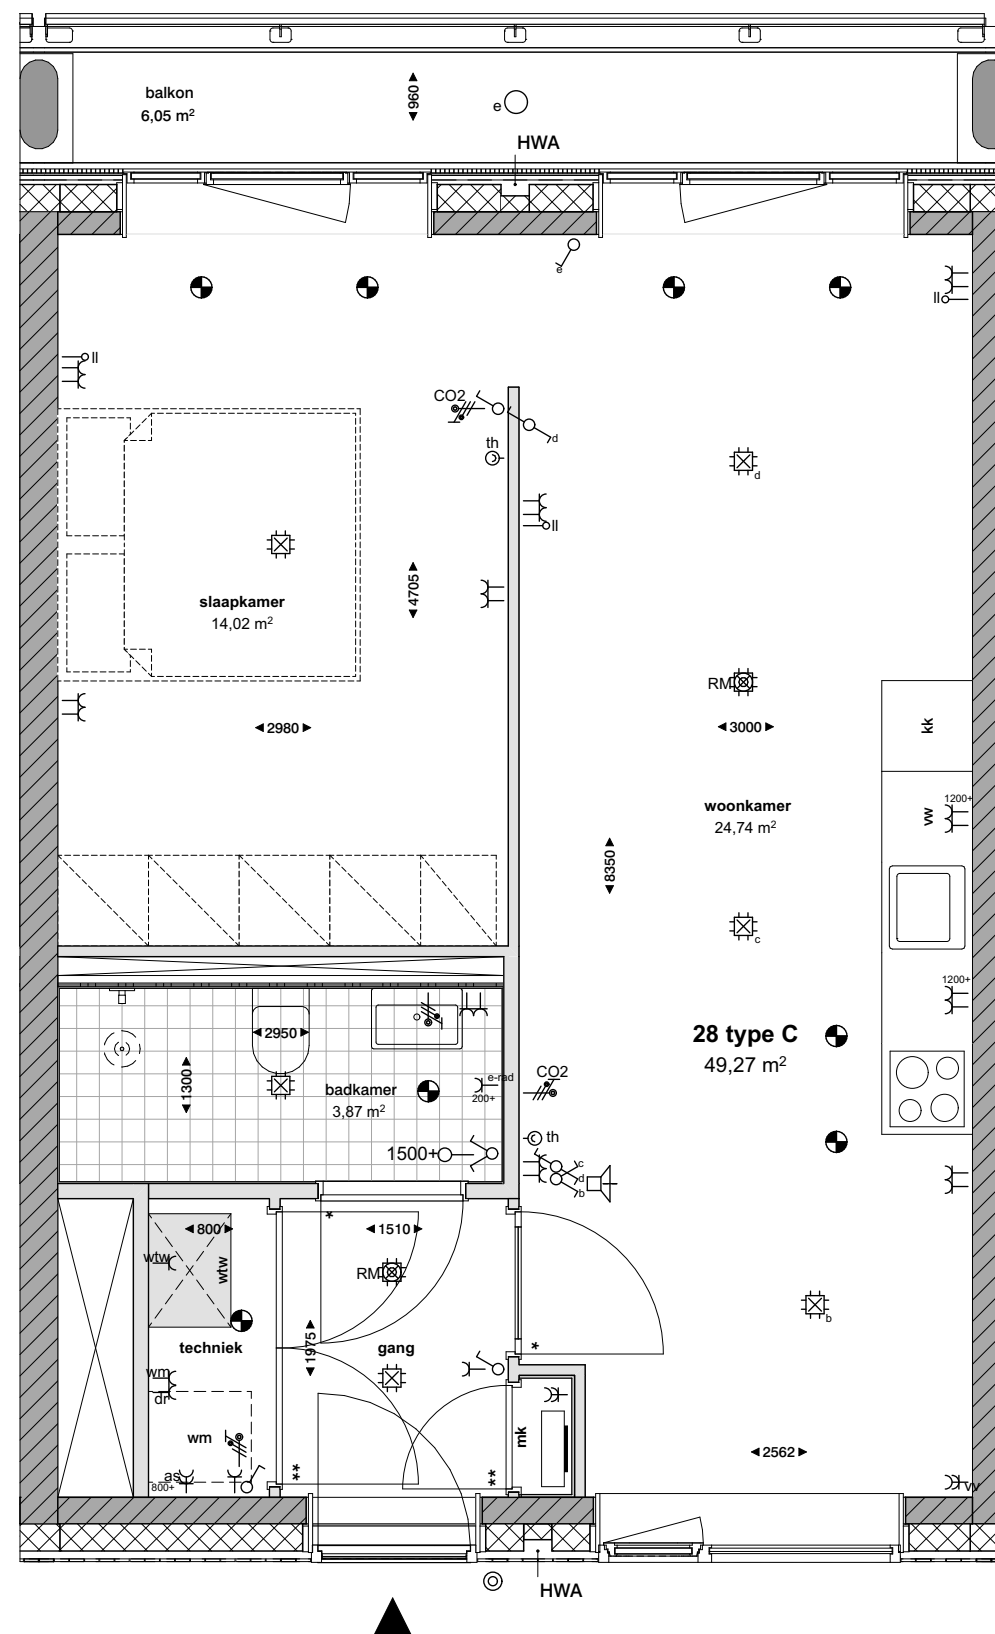 balkon
6,05 m²
960
e
HWA
e
ll
ll
CO2
d
th
ll
d
slaapkamer
14,02 m²
4705
RM
2980
3000
kk
woonkamer
24,74 m²
1200+
vw
8350
c
1200+
28 type C
49,27 m²
2950
1300
badkamer
3,87 m²
e-rad
200+
CO2
1500+
th
c
d
b
*
800
1510
wtw
wtw
RM
b
techniek
1975
gang
*
wm
dr
wm
mk
2562
as
800+
**
**
vv
HWA